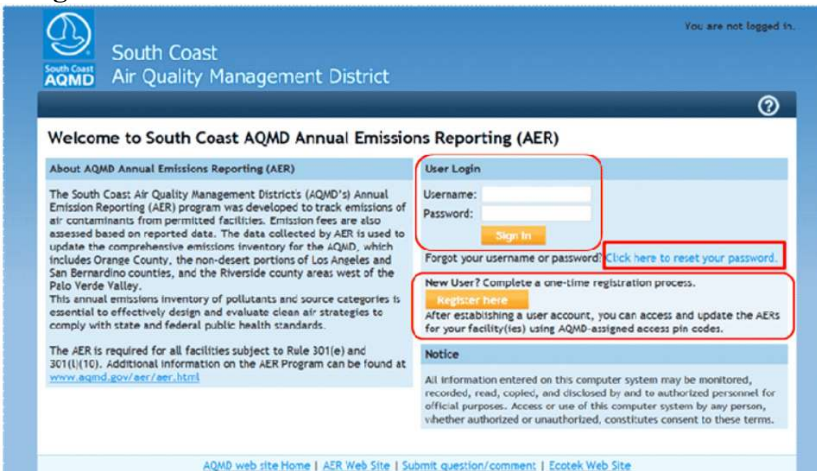 You are not logged in.
South Coast
AQMD
South Coast
Air Quality Management District
Welcome to South Coast AQMD Annual Emissions Reporting (AER)
About AQMD Annual Emissions Reporting (AER)
The South Coast Air Quality Management District's (AQMD's) Annual
Emission Reporting (AER) program was developed to track emissions of
air contaminants from permitted facilities. Emission fees are also
assessed based on reported data. The data collected by AER is used to
update the comprehensive emissions inventory for the AQMD, which
includes Orange County, the non-desert portions of Los Angeles and
San Bernardino counties, and the Riverside county areas west of the
Palo Verde Valley.
This annual emissions inventory of pollutants and source categories is
essential to effectively design and evaluate clean air strategies to
comply with state and federal public health standards.
The AER is required for all facilities subject to Rule 301(e) and
301(l)(10). Additional information on the AER Program can be found at
www.aqmd.gov/aer/aer.html
User Login
Username:
Password:
Sign In
Forgot your username or password? Click here to reset your password.
New User? Complete a one-time registration process.
Register here
After establishing a user account, you can access and update the AERs
for your facility(ies) using AQMD-assigned access pin codes.
Notice
All information entered on this computer system may be monitored,
recorded, read, copied, and disclosed by and to authorized personnel for
official purposes. Access or use of this computer system by any person,
whether authorized or unauthorized, constitutes consent to these terms.
AQMD web site Home | AER Web Site | Submit question/comment | Ecotek Web Site